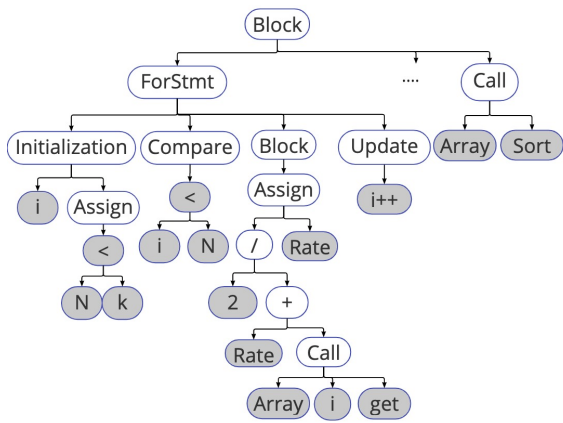 Block
ForStmt .... Call
Initialization Compare Block Update Array Sort
i Assign < Assign i++
< i N / Rate
N k 2 +
Rate Call
Array i get